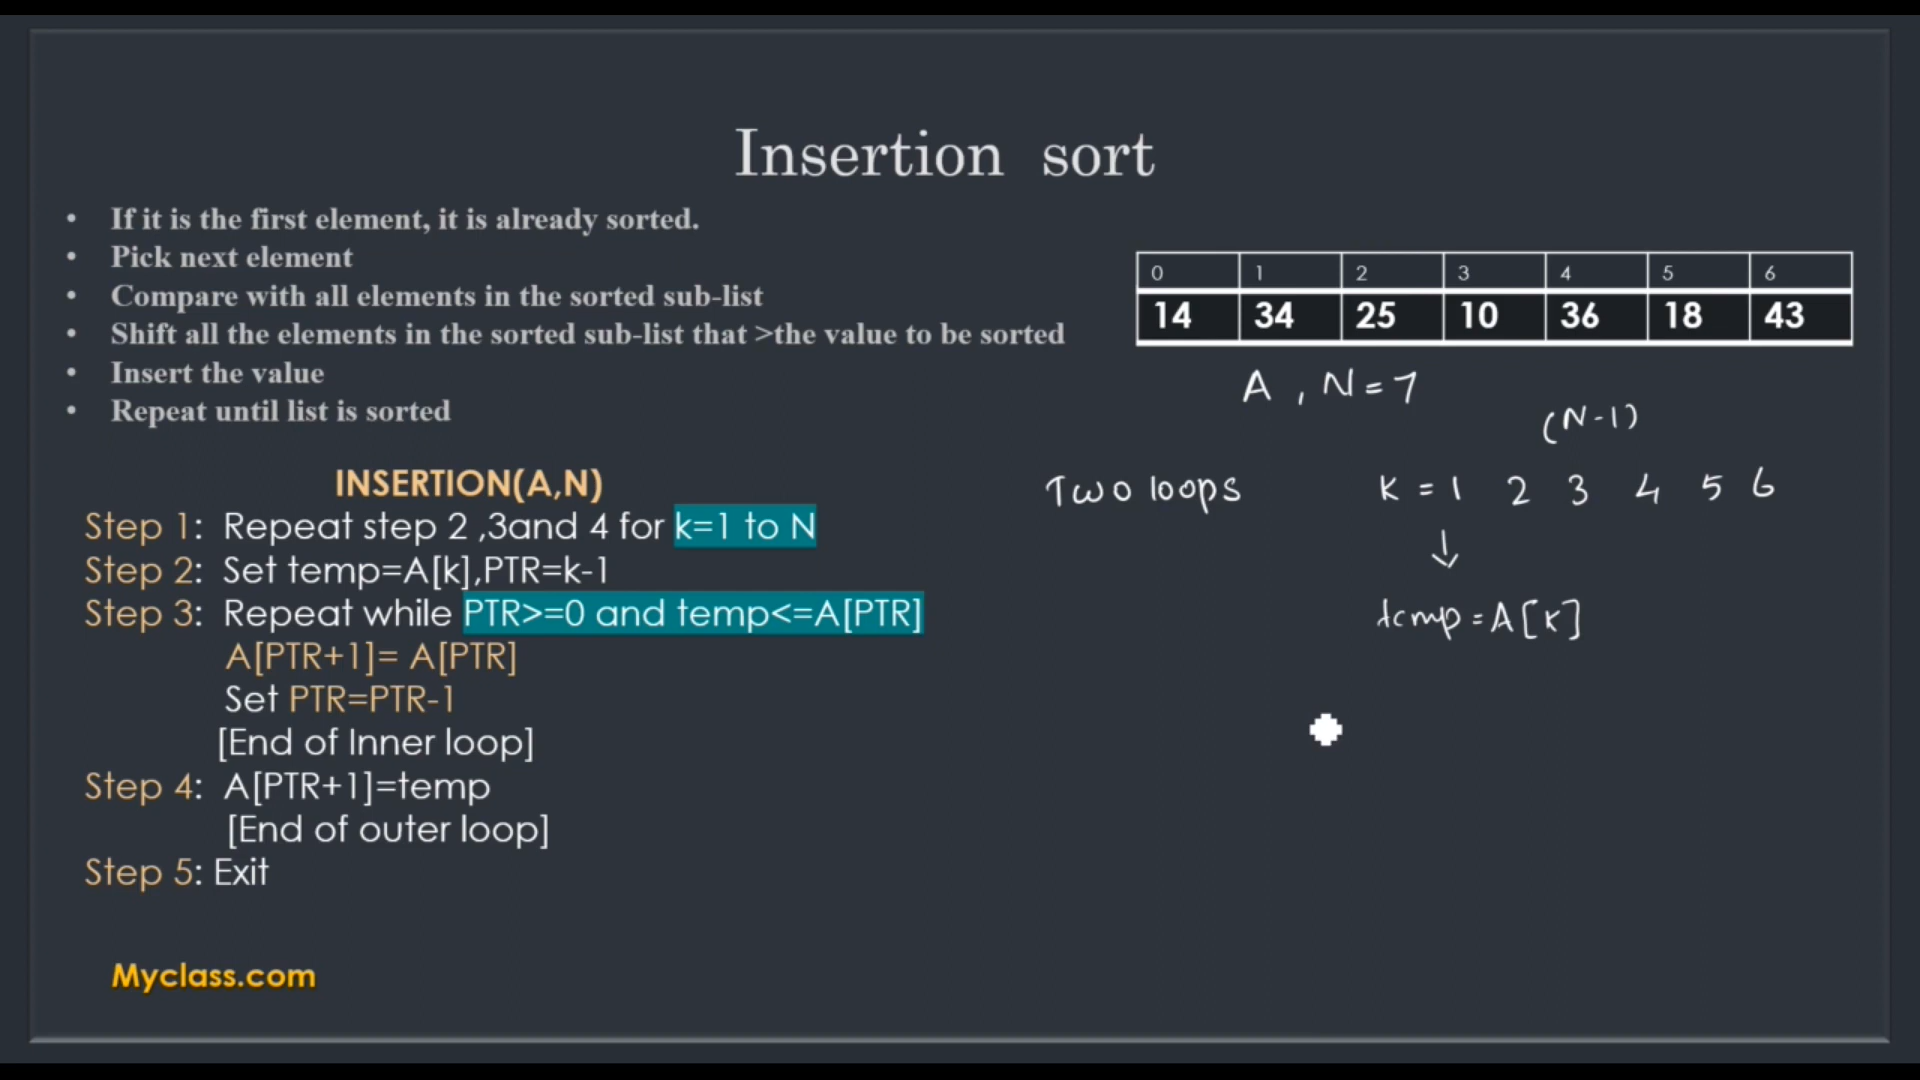 Insertion sort
• If it is the first element, it is already sorted.
• Pick next element
• Compare with all elements in the sorted sub-list
• Shift all the elements in the sorted sub-list that >the value to be sorted
• Insert the value
• Repeat until list is sorted
0 1 2 3 4 5 6
14 34 25 10 36 18 43
A , N=7
(N-1)
Two loops K = 1 2 3 4 5 6
↓
temp = A[K]
INSERTION(A,N)
Step 1: Repeat step 2 ,3and 4 for k=1 to N
Step 2: Set temp=A[k],PTR=k-1
Step 3: Repeat while PTR>=0 and temp<=A[PTR]
A[PTR+1]= A[PTR]
Set PTR=PTR-1
[End of Inner loop]
Step 4: A[PTR+1]=temp
[End of outer loop]
Step 5: Exit
Myclass.com